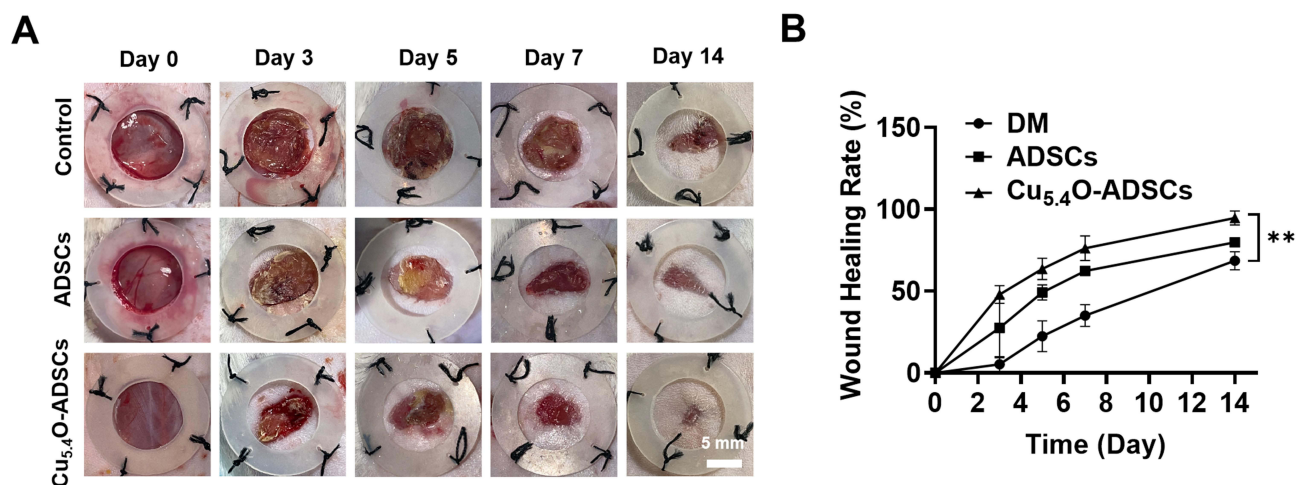 A
Day 0 Day 3 Day 5 Day 7 Day 14
Control
ADSCs
Cu5.4O-ADSCs
5 mm
B
Wound Healing Rate (%)
150
100
50
0
DM
ADSCs
Cu5.4O-ADSCs
**
0 2 4 6 8 10 12 14
Time (Day)